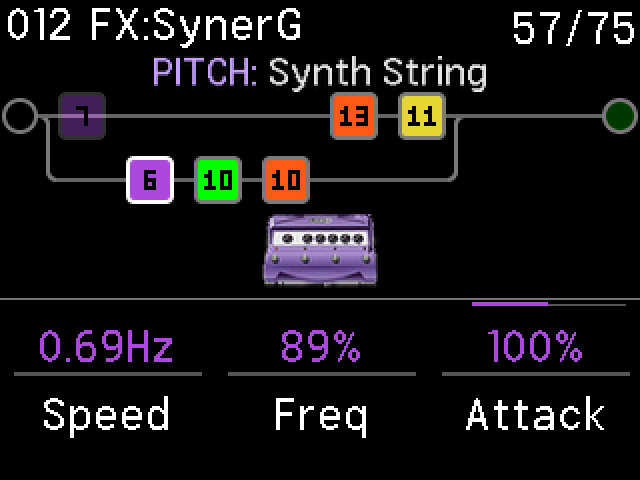 012 FX:SynerG 57/75
PITCH: Synth String
7 13 11
6 10 10
0.69Hz 89% 100%
Speed Freq Attack